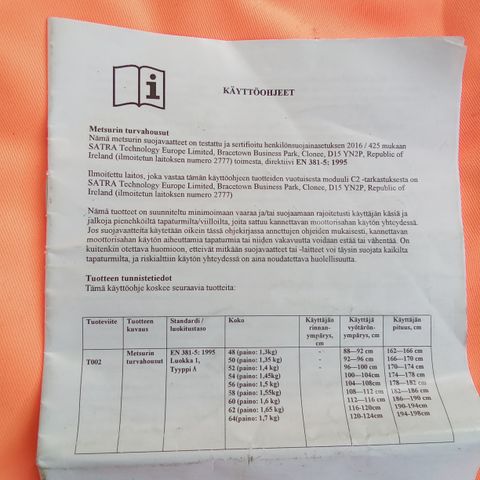 KÄYTTÖOHJEET
Metsurin turvahousut
Nämä metsurin suojavaatteet on testattu ja sertifioitu henkilönsuojainasetuksen 2016 / 425 mukaan
SATRA Technology Europe Limited, Bracetown Business Park, Clonee, D15 YN2P, Republic of
Ireland (ilmoitetun laitoksen numero 2777) toimesta, direktiivi EN 381-5: 1995
Ilmoitettu laitos, joka vastaa tämän käyttöohjen tuotteiden vuotuisesta moduuli C2 -tarkastuksesta on
SATRA Technology Europe Limited, Bracetown Business Park, Clonee, D15 YN2P, Republic of
Ireland (ilmoitetun laitoksen numero 2777)
Nämä tuotteet on suunniteltu minimoimaan vaaraa ja/tai suojaamaan rajoitetusti käyttäjän käsiä ja
jalkoja pienehköiltä tapaturmilta/viilloilta, joita sattuu kannettavan moottorisahan käytön yhteydessä.
Jos suojavaatteita käytetään oikein tässä ohjekirjassa annettujen ohjeiden mukaisesti, kannettavan
moottorisahan käytön aiheuttamia tapaturmia tai niiden vakavuutta voidaan estää tai vähentää. On
kuitenkin otettava huomioon, etteivät mitkään suojavaatteet tai -laitteet voi täysin suojata kaikilta
tapaturmilta, ja riskialttiin käytön yhteydessä on aina noudatettava huolellisuutta.
Tuotteen tunnistetiedot
Tämä käyttöohje koskee seuraavia tuotteita:
Tuoteviite Tuotteen kuvaus Standardi / luokitustaso Koko Käyttäjän rinnan-ympärys, cm Käyttäjä vyötärön-ympärys, cm Käyttäjän pituus, cm
T002 Metsurin turvahousut EN 381-5: 1995 Luokka 1, Tyyppi A
48 (paino: 1,3kg) - 88—92 cm 162—166 cm
50 (paino: 1,35 kg) - 92—96 cm 166—170 cm
52 (paino: 1,4 kg) 96—100 cm 170—174 cm
54 (paino: 1,45kg) 100—104cm 174—178 cm
56 (paino: 1,5 kg) 104—108cm 178—182 cm
58 (paino: 1,55kg) 108—112 cm 182—186 cm
60 (paino: 1,6 kg) 112—116 cm 186—190 cm
62 (paino: 1,65 kg) 116-120cm 190-194cm
64(paino: 1,7 kg) 120-124cm 194-198cm